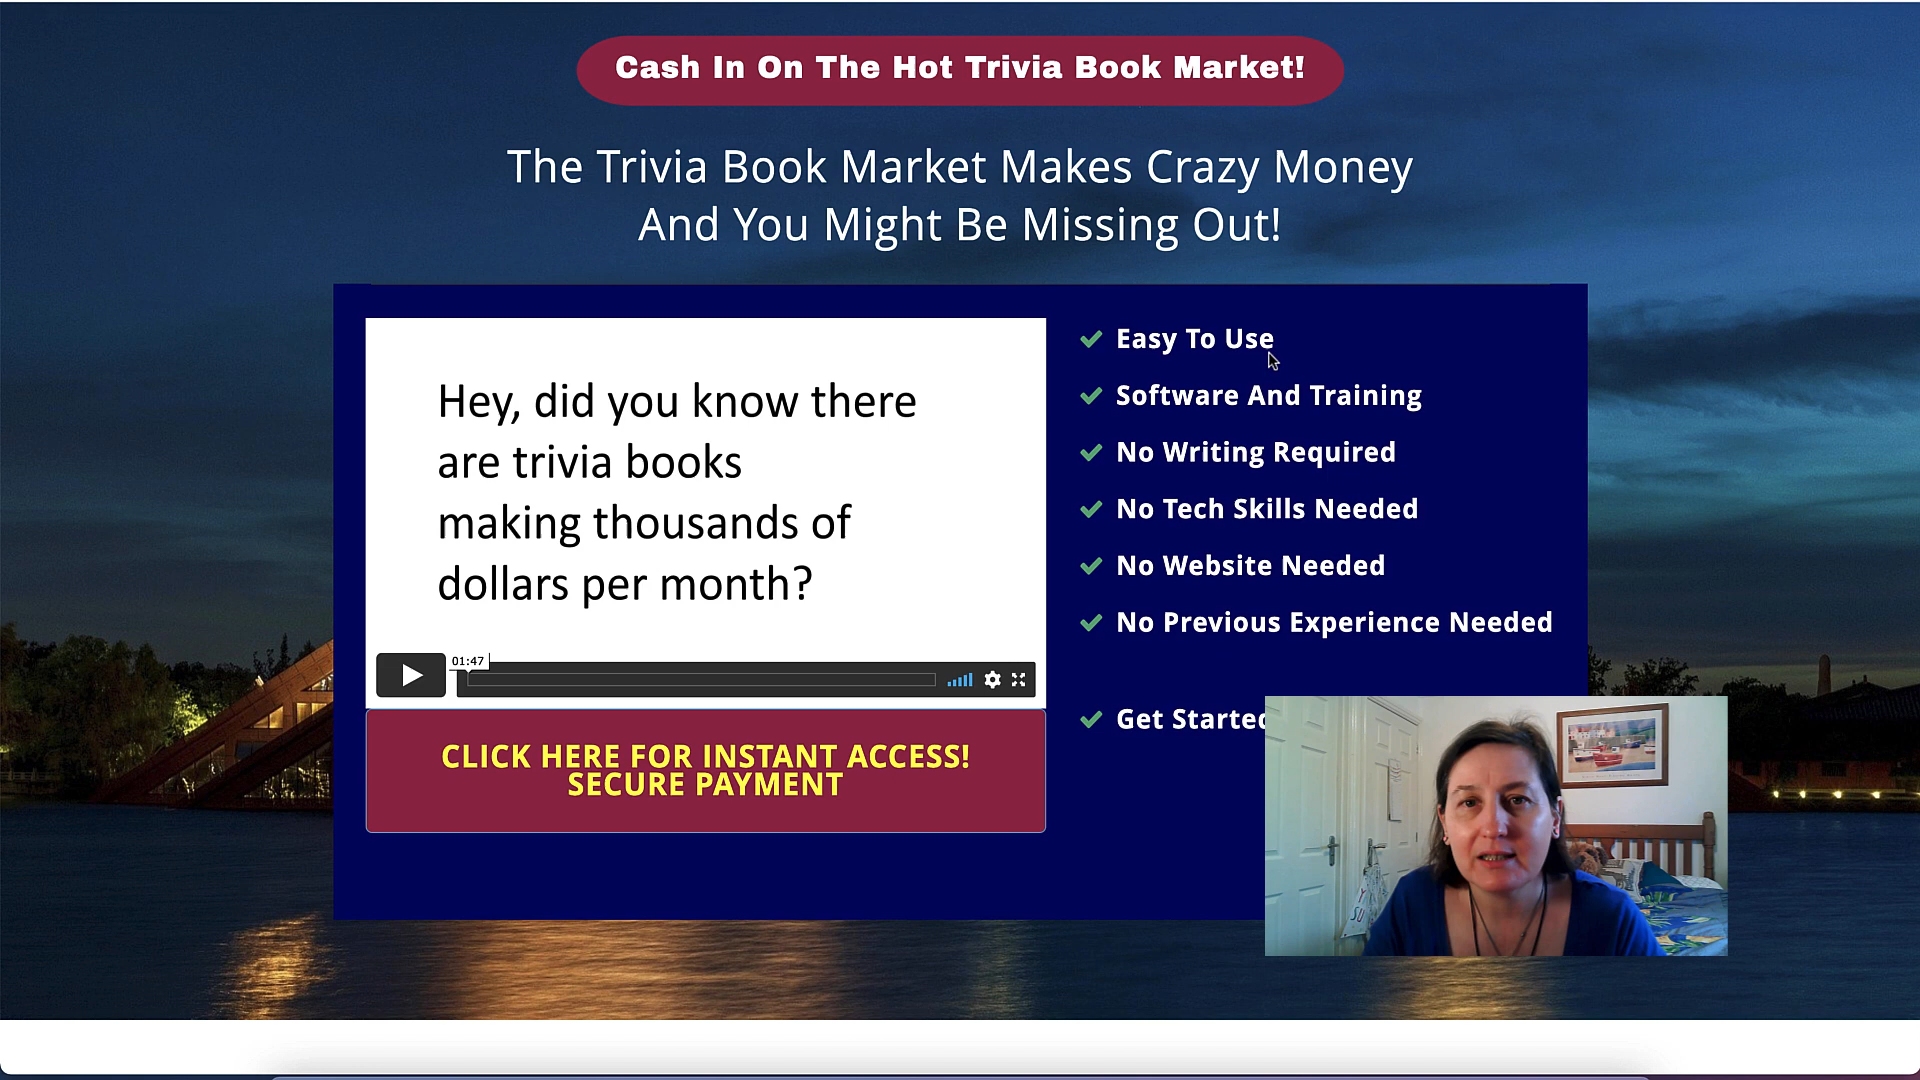 Cash In On The Hot Trivia Book Market!
The Trivia Book Market Makes Crazy Money
And You Might Be Missing Out!
Hey, did you know there
are trivia books
making thousands of
dollars per month?
01:47
CLICK HERE FOR INSTANT ACCESS!
SECURE PAYMENT
Easy To Use
Software And Training
No Writing Required
No Tech Skills Needed
No Website Needed
No Previous Experience Needed
Get Started